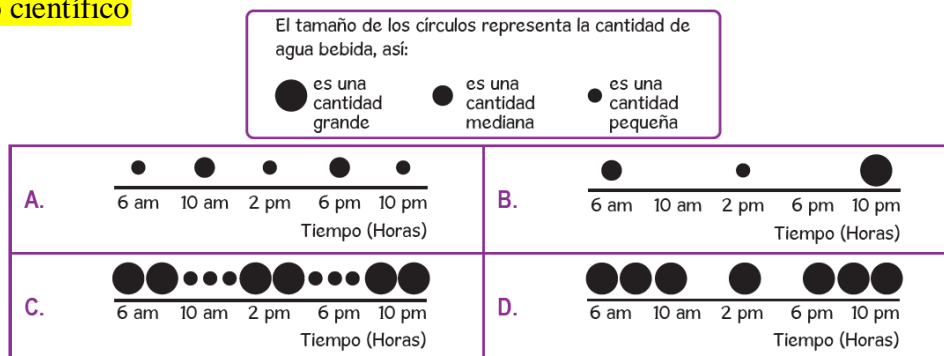 o científico
El tamaño de los círculos representa la cantidad de
agua bebida, así:
es una
cantidad
grande
es una
cantidad
mediana
es una
cantidad
pequeña
A.
6 am 10 am 2 pm 6 pm 10 pm
Tiempo (Horas)
B.
6 am 10 am 2 pm 6 pm 10 pm
Tiempo (Horas)
C.
6 am 10 am 2 pm 6 pm 10 pm
Tiempo (Horas)
D.
6 am 10 am 2 pm 6 pm 10 pm
Tiempo (Horas)